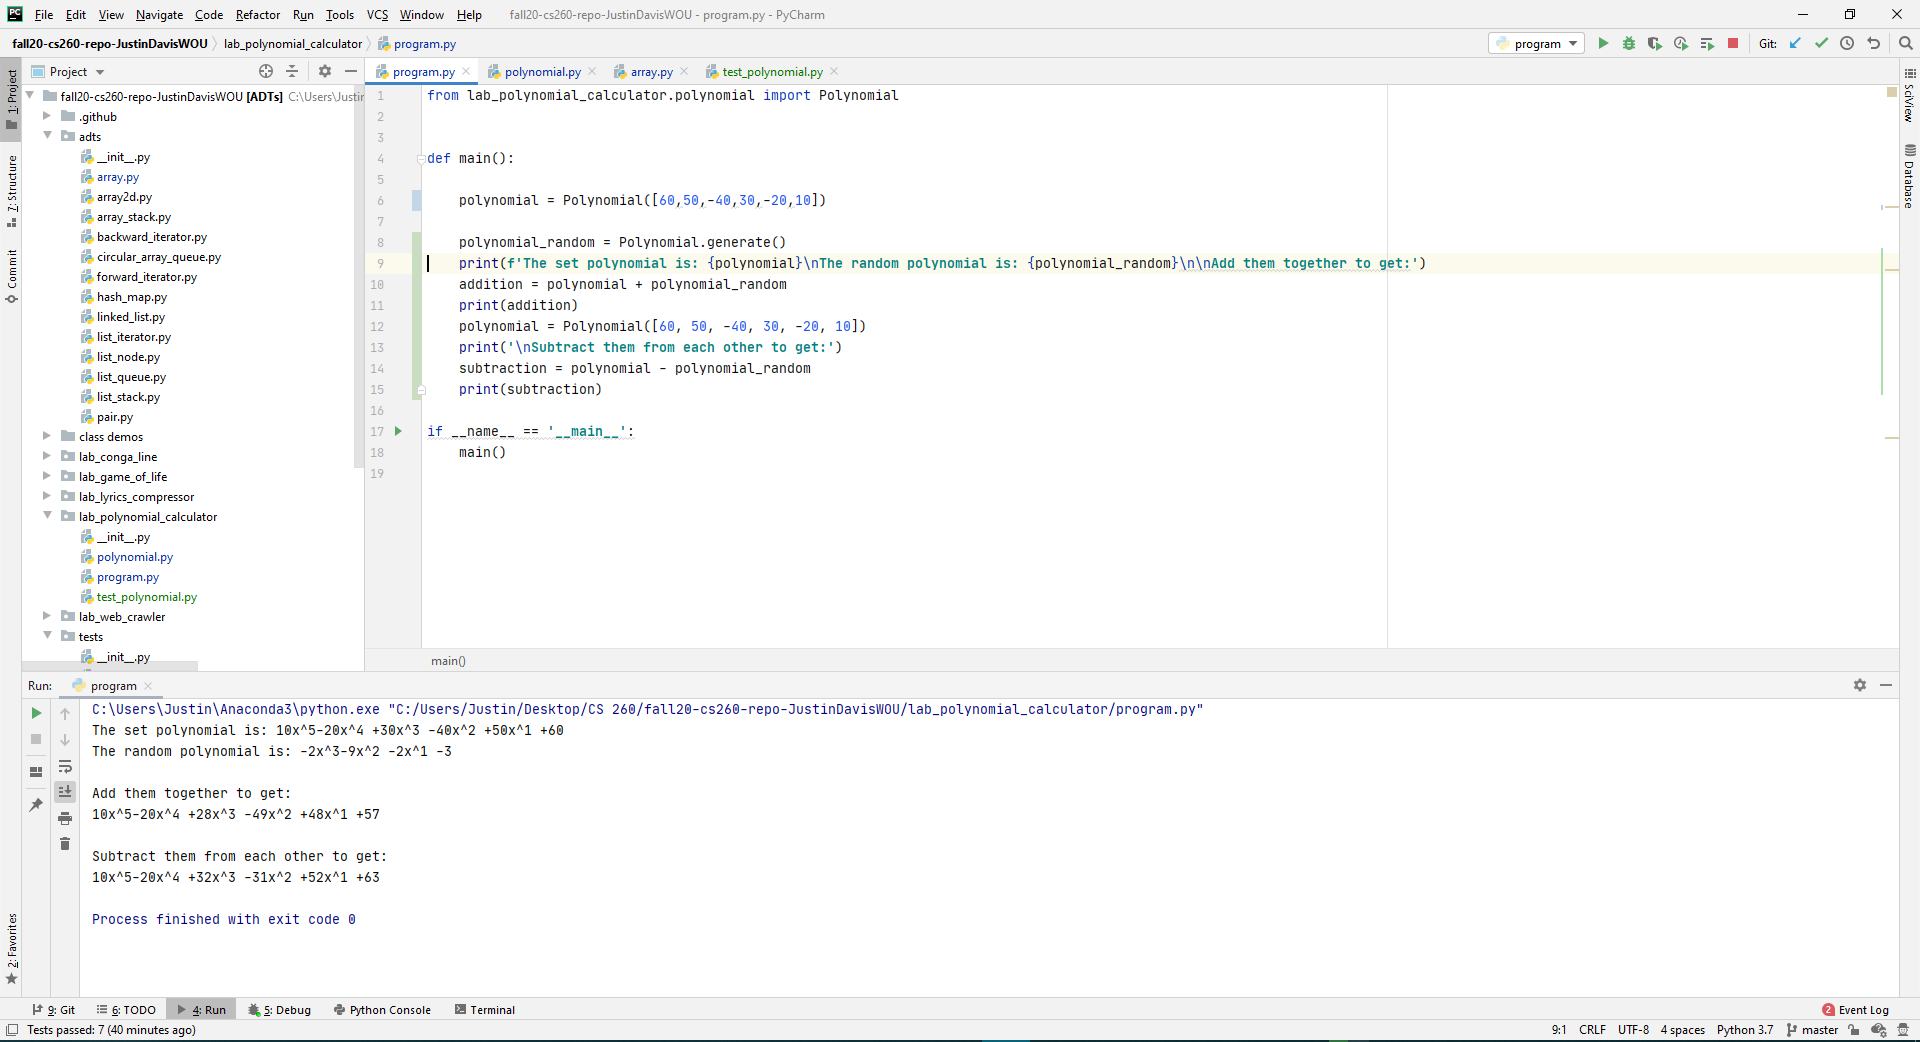 PC File Edit View Navigate Code Refactor Run Tools VCS Window Help fall20-cs260-repo-JustinDavisWOU - program.py - PyCharm
fall20-cs260-repo-JustinDavisWOU lab_polynomial_calculator program.py program Git:
1: Project
7: Structure
Commit
2: Favorites
Project
fall20-cs260-repo-JustinDavisWOU [ADTs] C:\Users\Justin
.github
adts
__init__.py
array.py
array2d.py
array_stack.py
backward_iterator.py
circular_array_queue.py
forward_iterator.py
hash_map.py
linked_list.py
list_iterator.py
list_node.py
list_queue.py
list_stack.py
pair.py
class demos
lab_conga_line
lab_game_of_life
lab_lyrics_compressor
lab_polynomial_calculator
__init__.py
polynomial.py
program.py
test_polynomial.py
lab_web_crawler
tests
__init__.py
program.py polynomial.py array.py test_polynomial.py
1 from lab_polynomial_calculator.polynomial import Polynomial
2
3
4 def main():
5
6 polynomial = Polynomial([60,50,-40,30,-20,10])
7
8 polynomial_random = Polynomial.generate()
9 print(f'The set polynomial is: {polynomial}\nThe random polynomial is: {polynomial_random}\n\nAdd them together to get:')
10 addition = polynomial + polynomial_random
11 print(addition)
12 polynomial = Polynomial([60, 50, -40, 30, -20, 10])
13 print('\nSubtract them from each other to get:')
14 subtraction = polynomial - polynomial_random
15 print(subtraction)
16
17 if __name__ == '__main__':
18 main()
19
main()
SciView
Database
Run: program
C:\Users\Justin\Anaconda3\python.exe "C:/Users/Justin/Desktop/CS 260/fall20-cs260-repo-JustinDavisWOU/lab_polynomial_calculator/program.py"
The set polynomial is: 10x^5-20x^4 +30x^3 -40x^2 +50x^1 +60
The random polynomial is: -2x^3-9x^2 -2x^1 -3
Add them together to get:
10x^5-20x^4 +28x^3 -49x^2 +48x^1 +57
Subtract them from each other to get:
10x^5-20x^4 +32x^3 -31x^2 +52x^1 +63
Process finished with exit code 0
9: Git 6: TODO 4: Run 5: Debug Python Console Terminal 2 Event Log
Tests passed: 7 (40 minutes ago) 9:1 CRLF UTF-8 4 spaces Python 3.7 master